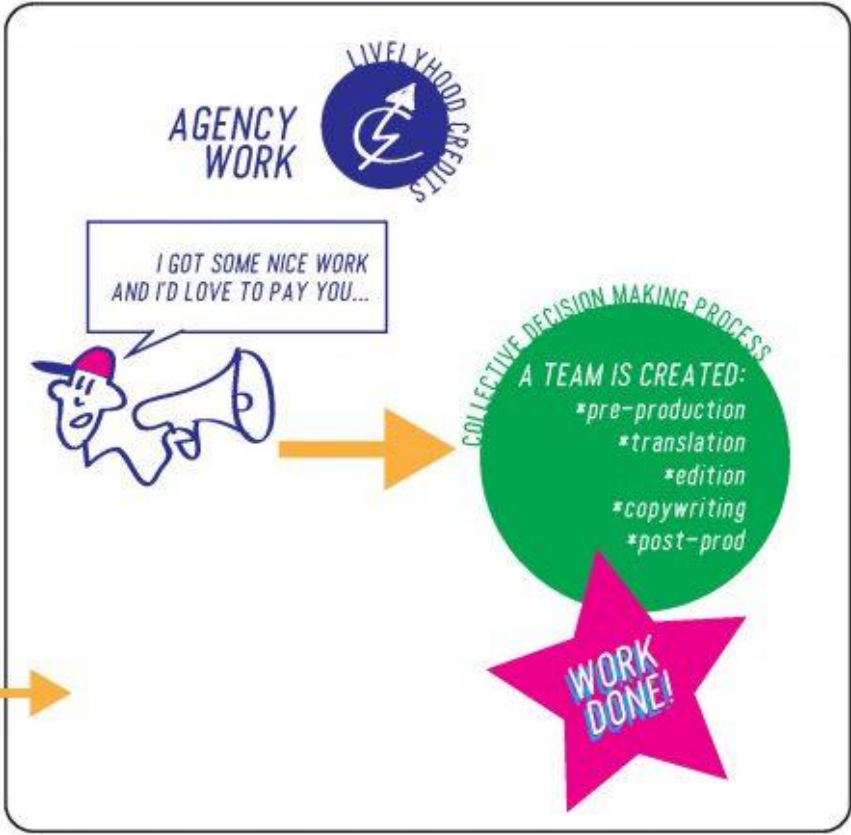 LIVELYHOOD CREDITS
AGENCY
WORK
I GOT SOME NICE WORK
AND I'D LOVE TO PAY YOU...
COLLECTIVE DECISION MAKING PROCESS
A TEAM IS CREATED:
*pre-production
*translation
*edition
*copywriting
*post-prod
WORK
DONE!